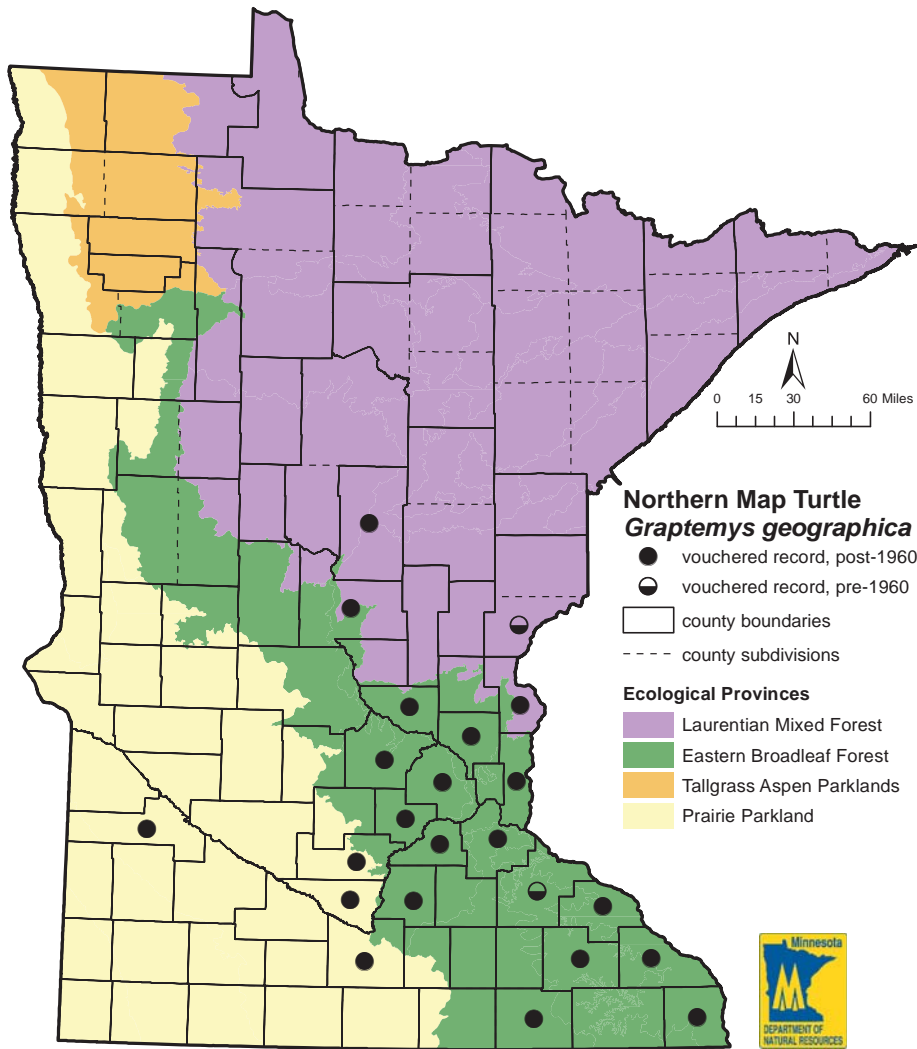 N
0 15 30 60 Miles
Northern Map Turtle
Graptemys geographica
vouchered record, post-1960
vouchered record, pre-1960
county boundaries
county subdivisions
Ecological Provinces
Laurentian Mixed Forest
Eastern Broadleaf Forest
Tallgrass Aspen Parklands
Prairie Parkland
Minnesota
M
DEPARTMENT OF
NATURAL RESOURCES